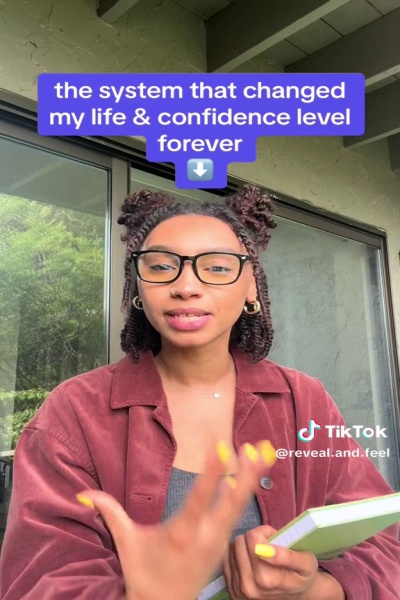 the system that changed
my life & confidence level
forever
⬇️
TikTok
@reveal.and.feel